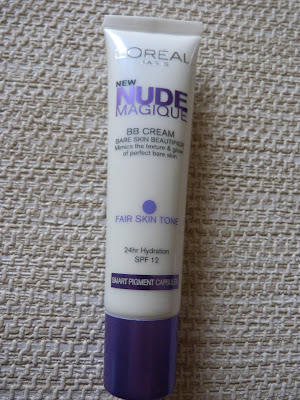 L'ORÉAL
PARIS
NEW
NUDE
MAGIQUE
BB CREAM
BARE SKIN BEAUTIFIER
Mimics the texture & glow
of perfect bare skin
FAIR SKIN TONE
24hr Hydration
SPF 12
SMART PIGMENT CAPSULES